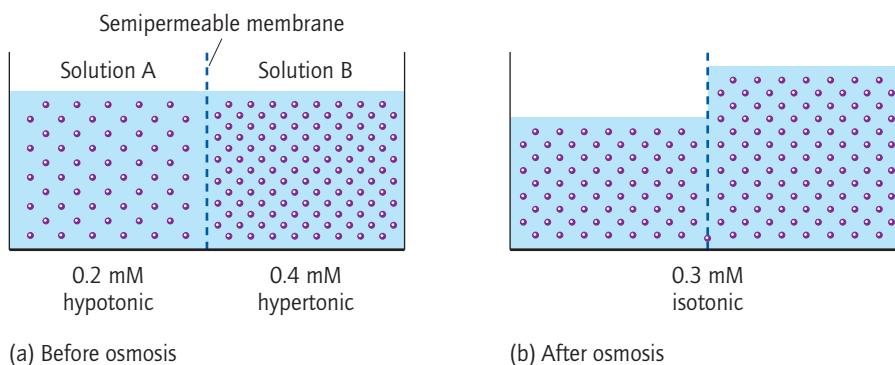 Semipermeable membrane
Solution A
Solution B
0.2 mM
hypotonic
0.4 mM
hypertonic
(a) Before osmosis
0.3 mM
isotonic
(b) After osmosis